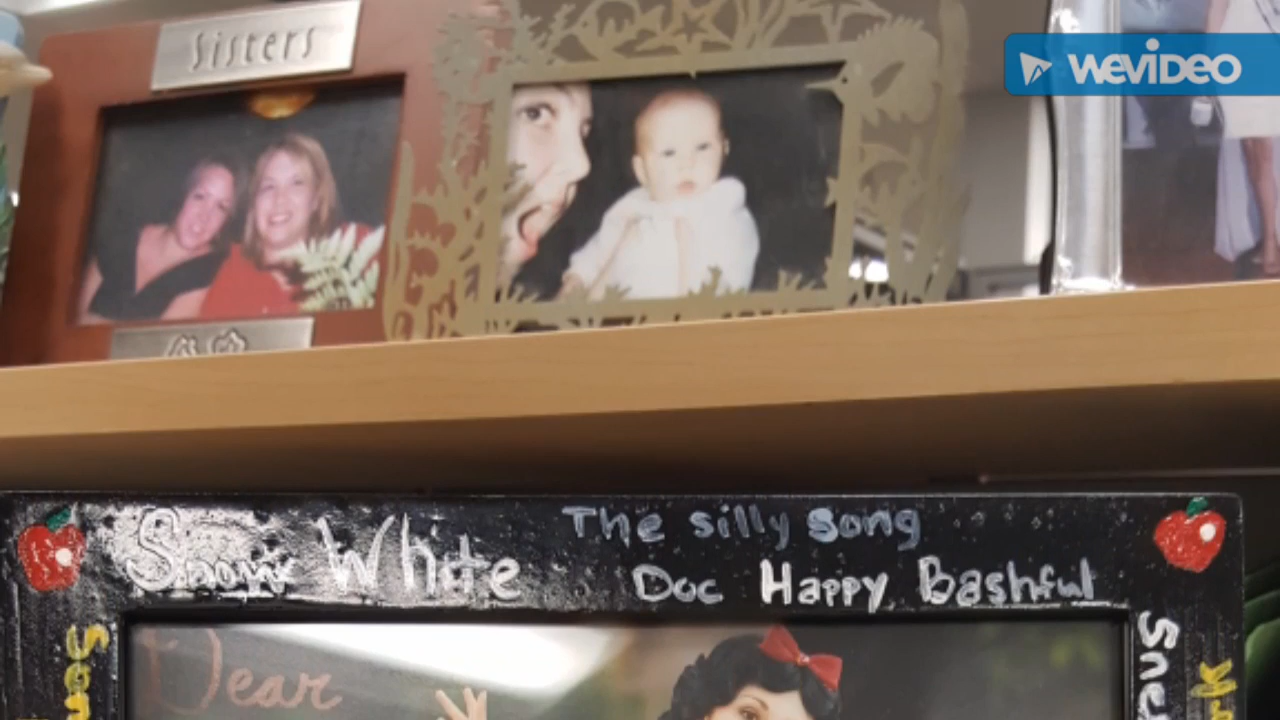 Sisters
WEVIDEO
The silly song
Snow White
Doc Happy Bashful
Dear